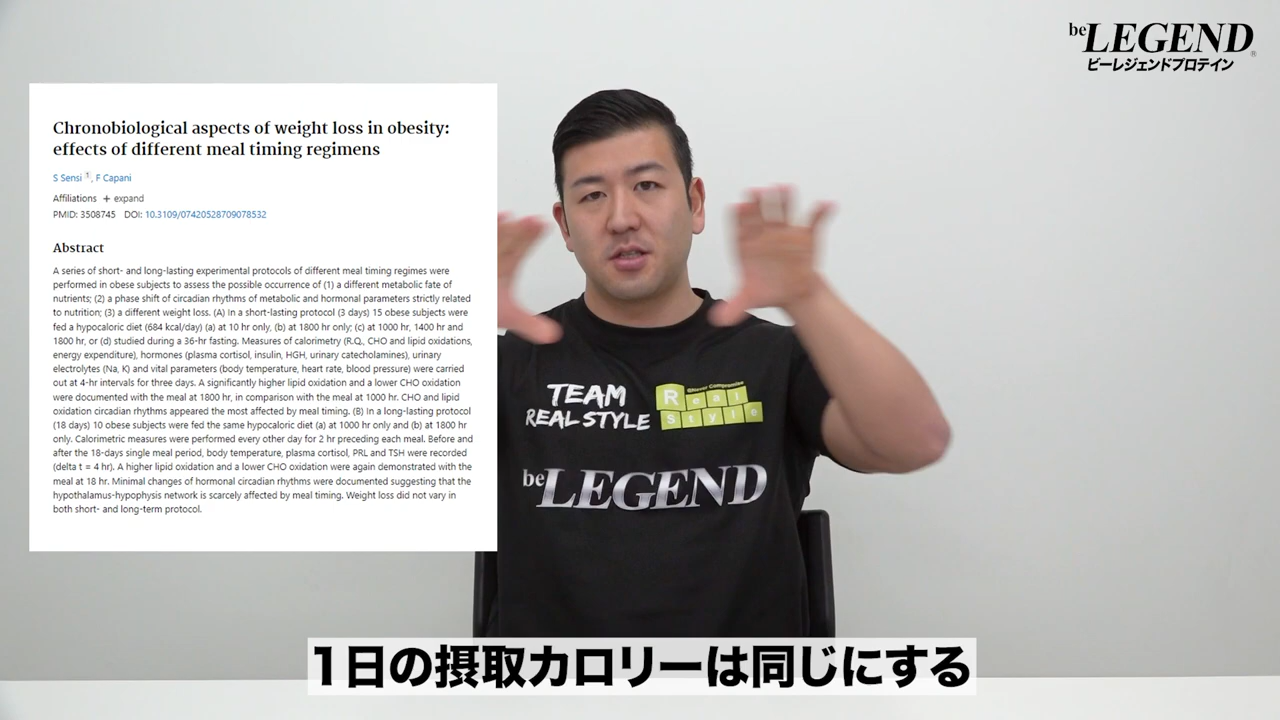 be LEGEND®
ビーレジェンドプロテイン
Chronobiological aspects of weight loss in obesity:
effects of different meal timing regimens
S Sensi 1, F Capani
Affiliations + expand
PMID: 3508745 DOI: 10.3109/07420528709078532
Abstract
A series of short- and long-lasting experimental protocols of different meal timing regimes were
performed in obese subjects to assess the possible occurrence of (1) a different metabolic fate of
nutrients; (2) a phase shift of circadian rhythms of metabolic and hormonal parameters strictly related
to nutrition; (3) a different weight loss. (A) In a short-lasting protocol (3 days) 15 obese subjects were
fed a hypocaloric diet (684 kcal/day) (a) at 10 hr only, (b) at 1800 hr only; (c) at 1000 hr, 1400 hr and
1800 hr, or (d) studied during a 36-hr fasting. Measures of calorimetry (R.Q., CHO and lipid oxidations,
energy expenditure), hormones (plasma cortisol, insulin, HGH, urinary catecholamines), urinary
electrolytes (Na, K) and vital parameters (body temperature, heart rate, blood pressure) were carried
out at 4-hr intervals for three days. A significantly higher lipid oxidation and a lower CHO oxidation
were documented with the meal at 1800 hr, in comparison with the meal at 1000 hr. CHO and lipid
oxidation circadian rhythms appeared the most affected by meal timing. (B) In a long-lasting protocol
(18 days) 10 obese subjects were fed the same hypocaloric diet (a) at 1000 hr only and (b) at 1800 hr
only. Calorimetric measures were performed every other day for 2 hr preceding each meal. Before and
after the 18-days single meal period, body temperature, plasma cortisol, PRL and TSH were recorded
(delta t = 4 hr). A higher lipid oxidation and a lower CHO oxidation were again demonstrated with the
meal at 18 hr. Minimal changes of hormonal circadian rhythms were documented suggesting that the
hypothalamus-hypophysis network is scarcely affected by meal timing. Weight loss did not vary in
both short- and long-term protocol.
TEAM
REAL STYLE
Never Compromise
Real
Style
be LEGEND
1日の摂取カロリーは同じにする